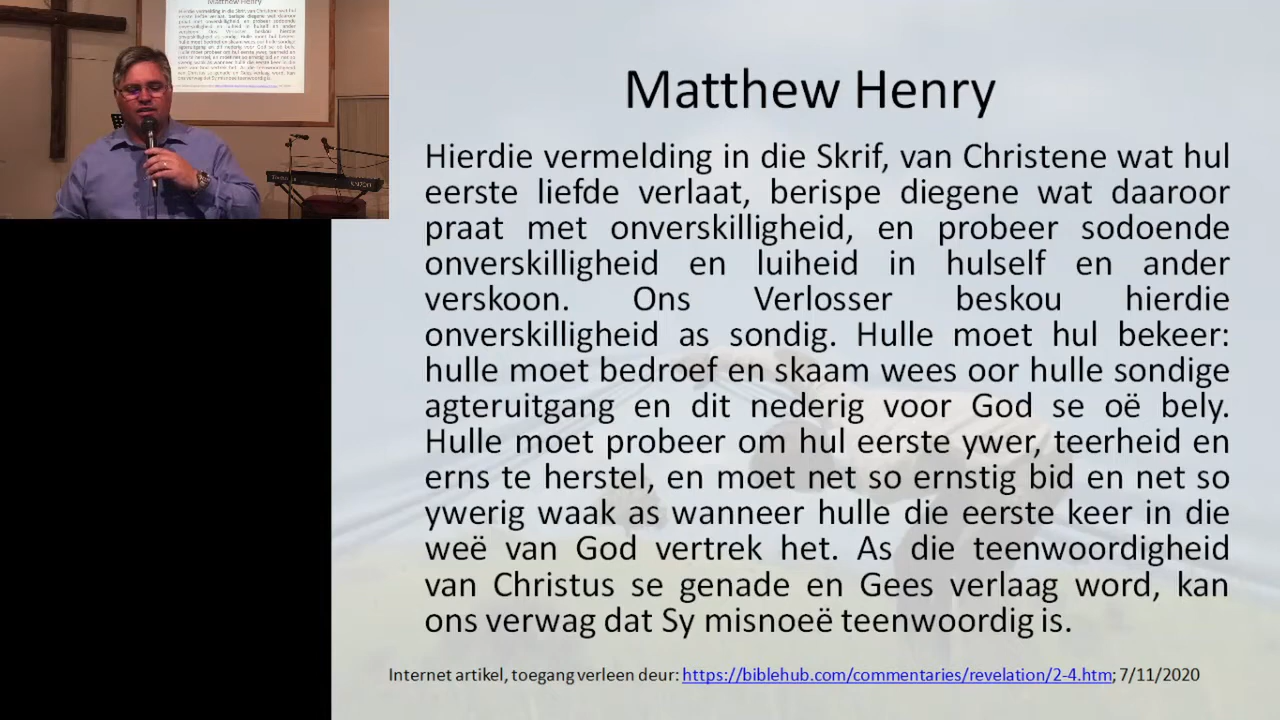 Matthew Henry
Hierdie vermelding in die Skrif, van Christene wat hul
eerste liefde verlaat, berispe diegene wat daaroor
praat met onverskilligheid, en probeer sodoende
onverskilligheid en luiheid in hulself en ander
verskoon. Ons Verlosser beskou hierdie
onverskilligheid as sondig. Hulle moet hul bekeer:
hulle moet bedroef en skaam wees oor hulle sondige
agteruitgang en dit nederig voor God se oë bely.
Hulle moet probeer om hul eerste ywer, teerheid en
erns te herstel, en moet net so ernstig bid en net so
ywerig waak as wanneer hulle die eerste keer in die
weë van God vertrek het. As die teenwoordigheid
van Christus se genade en Gees verlaag word, kan
ons verwag dat Sy misnoeë teenwoordig is.
Internet artikel, toegang verleen deur: https://biblehub.com/commentaries/revelation/2-4.htm; 7/11/2020